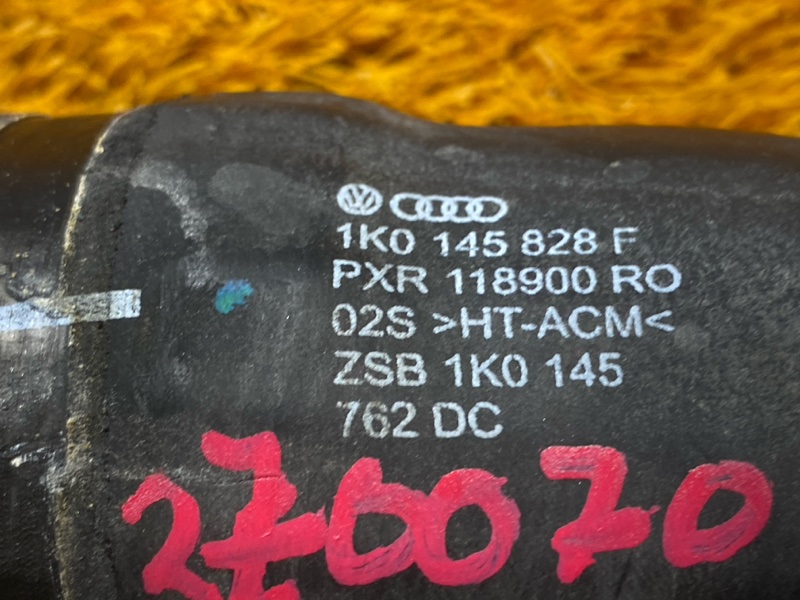 1K0 145 828 F
PXR 118900 RO
02S >HT-ACM<
ZSB 1K0 145
762 DC
270070